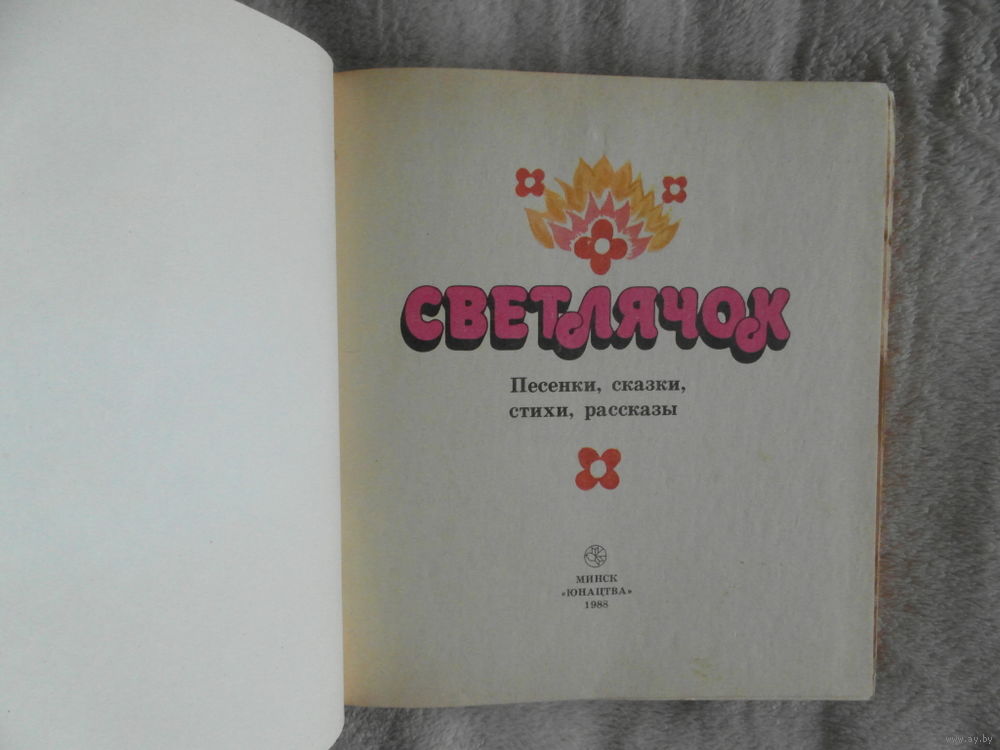 СВЕТЛЯЧОК
Песенки, сказки,
стихи, рассказы
МИНСК
«ЮНАЦТВА»
1988
www.ay.by